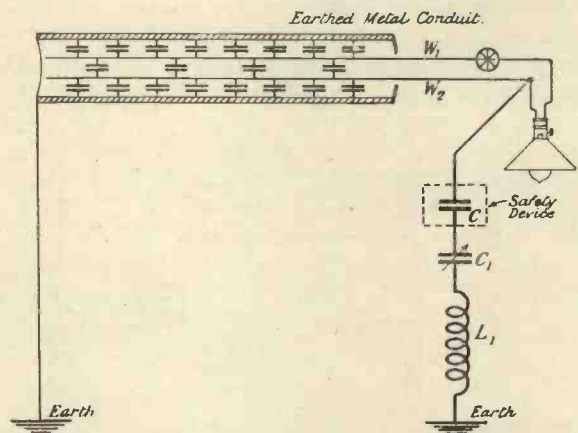 Earthed Metal Conduit.
W₁
W₂
C
Safety
Device
C₁
L₁
Earth
Earth